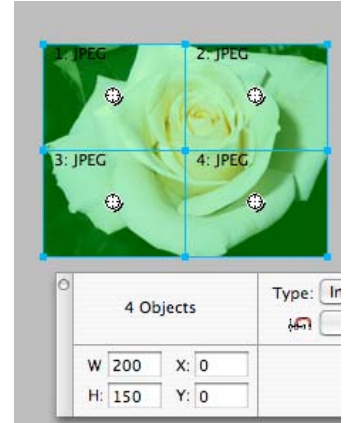 1: JPEG 2: JPEG
3: JPEG 4: JPEG
4 Objects Type:
W 200 X: 0
H: 150 Y: 0